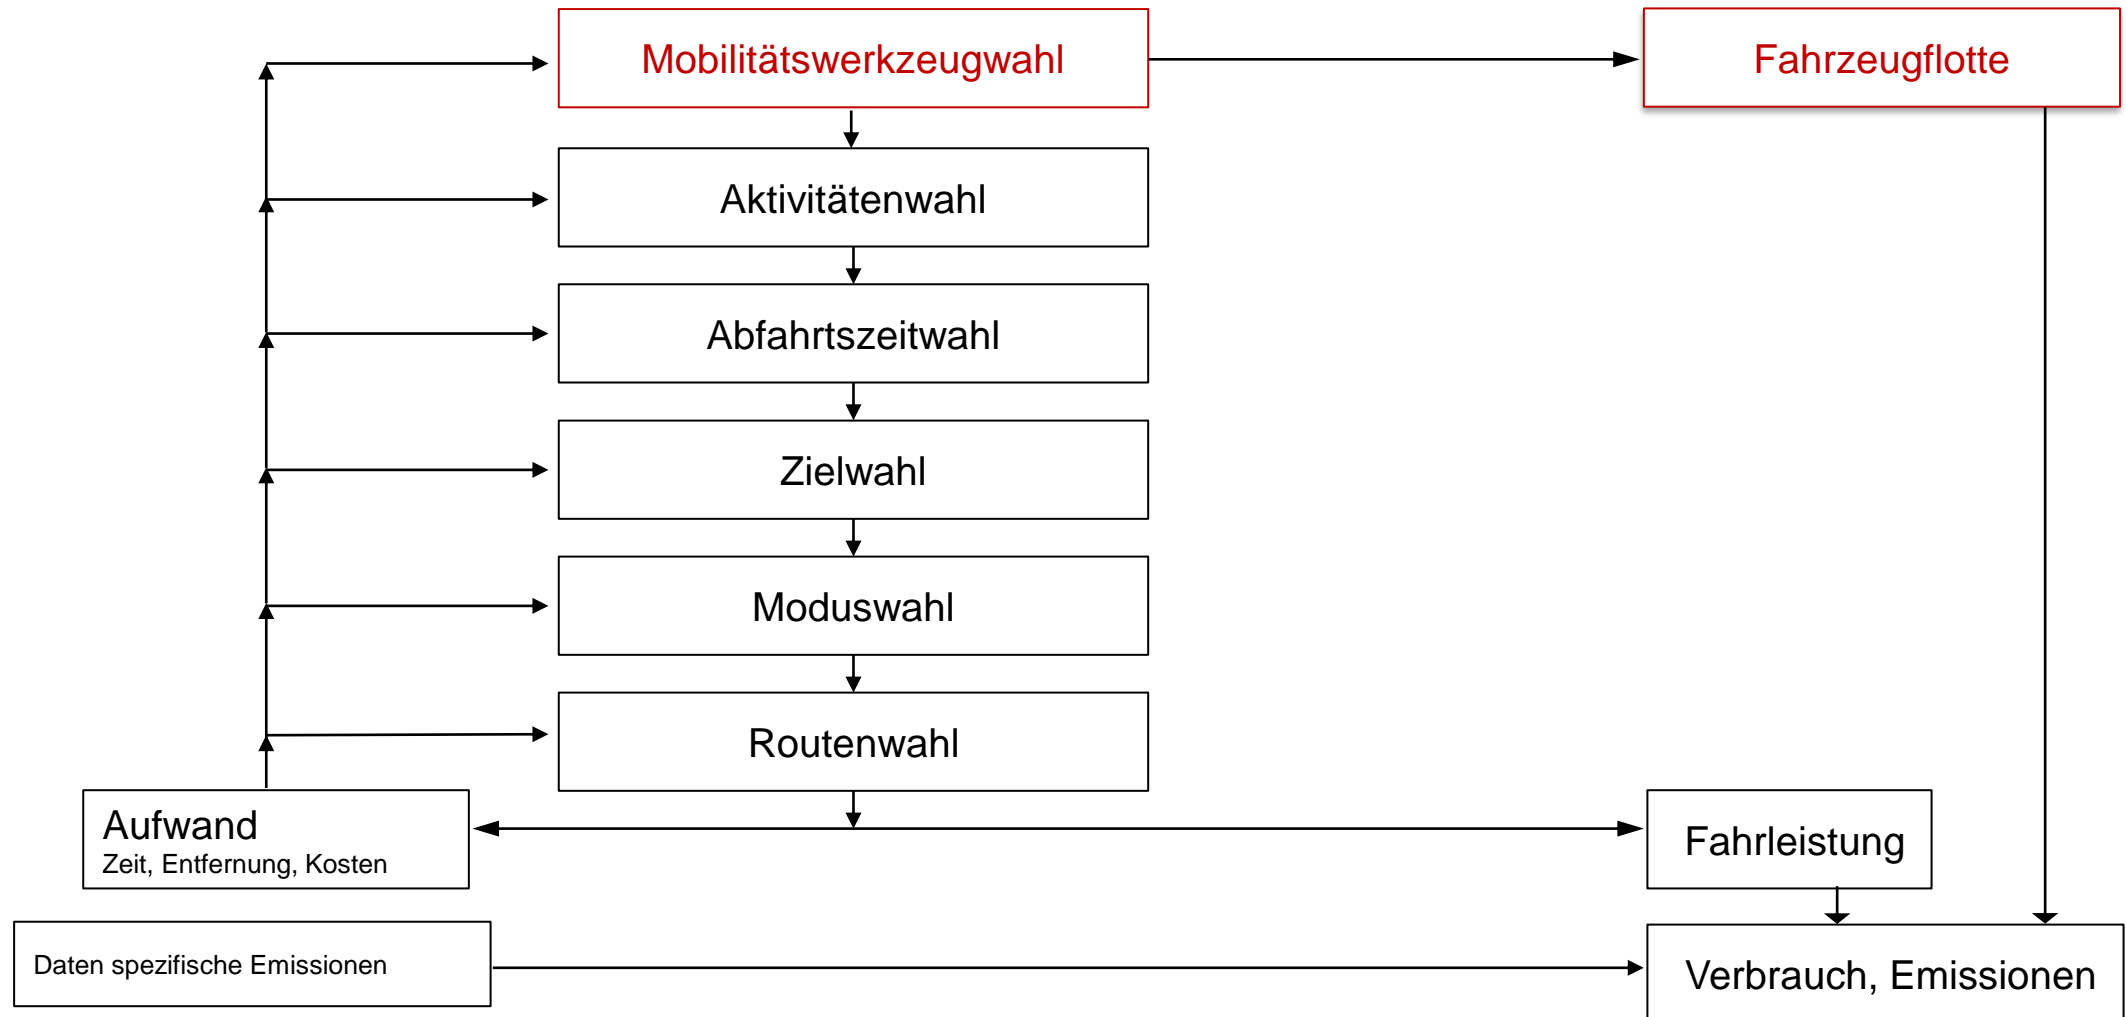 Mobilitätswerkzeugwahl
Fahrzeugflotte
Aktivitätenwahl
Abfahrtszeitwahl
Zielwahl
Moduswahl
Routenwahl
Aufwand
Zeit, Entfernung, Kosten
Fahrleistung
Daten spezifische Emissionen
Verbrauch, Emissionen